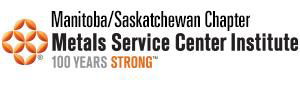 Manitoba/Saskatchewan Chapter
Metals Service Center Institute
® 100 YEARS STRONG™